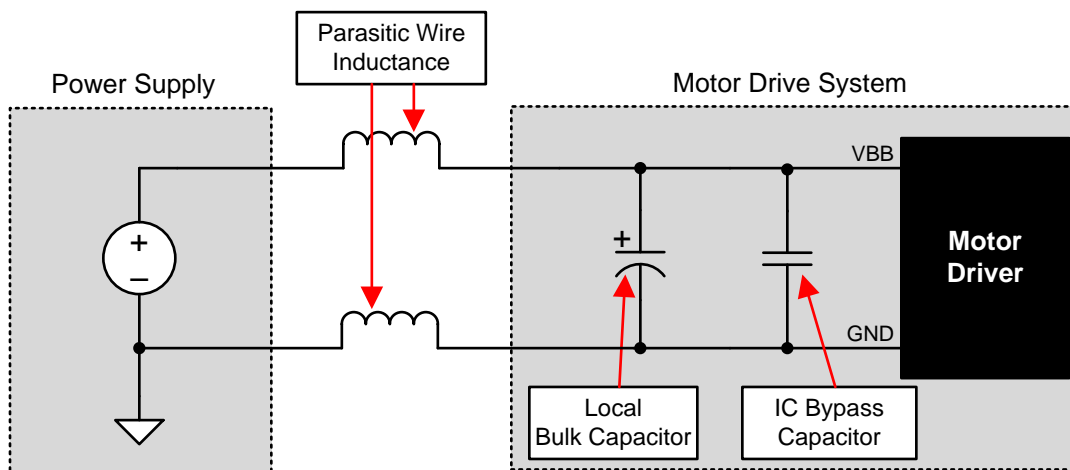 Parasitic Wire
Inductance
Power Supply
Motor Drive System
VBB
+
+
–
Motor
Driver
GND
Local
Bulk Capacitor
IC Bypass
Capacitor